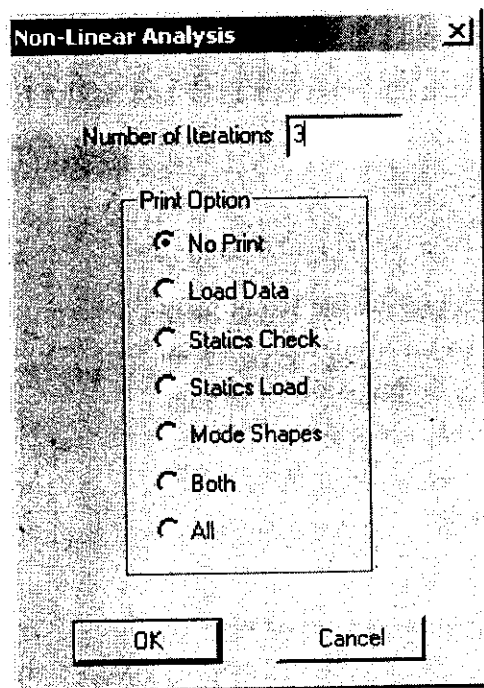 Non-Linear Analysis
Number of Iterations 3
Print Option
No Print
Load Data
Statics Check
Statics Load
Mode Shapes
Both
All
OK Cancel